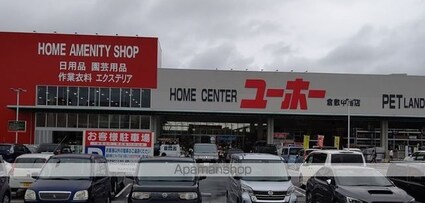 HOME AMENITY SHOP
日用品 園芸用品
作業衣料 エクステリア
HOME CENTER ユーホー
PET LAND
お客様駐車場
Apamanshop